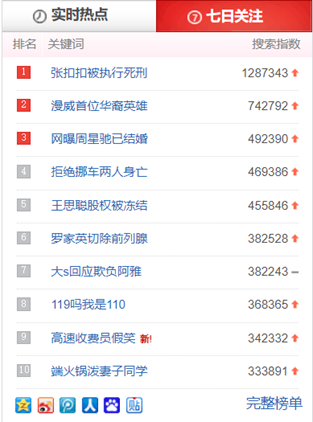 实时热点 7 七日关注
排名 关键词 搜索指数
1 张扣扣被执行死刑 1287343
2 漫威首位华裔英雄 742792
3 网曝周星驰已结婚 492390
4 拒绝挪车两人身亡 469386
5 王思聪股权被冻结 455846
6 罗家英切除前列腺 382528
7 大s回应欺负阿雅 382243
8 119吗我是110 368365
9 高速收费员假笑 新! 342332
10 端火锅泼妻子同学 333891
贴 完整榜单